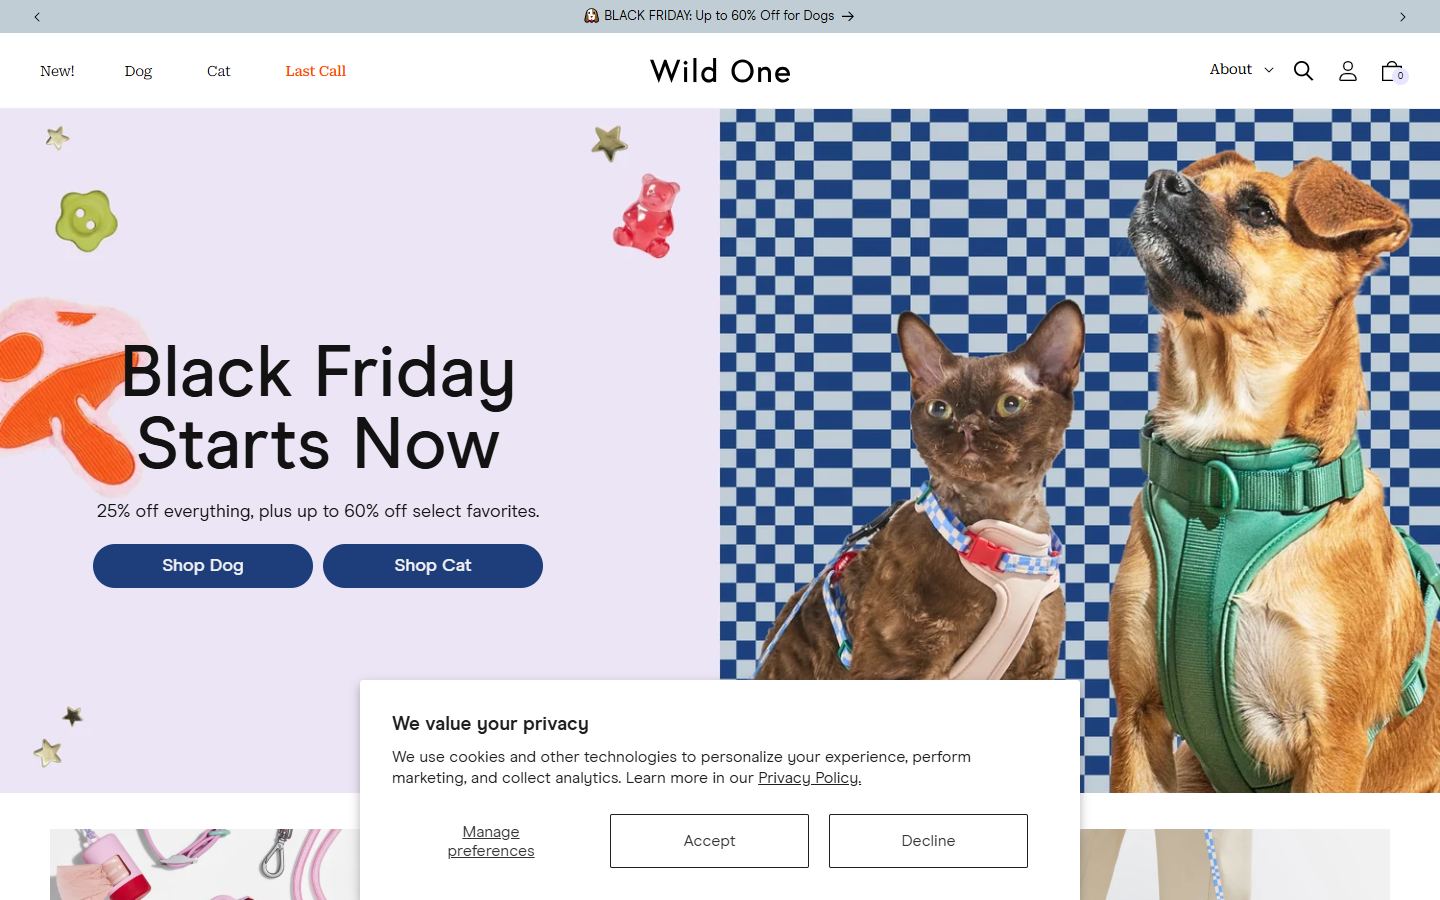 BLACK FRIDAY: Up to 60% Off for Dogs →
New!
Dog
Cat
Last Call
Wild One
About
0
Black Friday
Starts Now
25% off everything, plus up to 60% off select favorites.
Shop Dog
Shop Cat
We value your privacy
We use cookies and other technologies to personalize your experience, perform
marketing, and collect analytics. Learn more in our Privacy Policy.
Manage
preferences
Accept
Decline